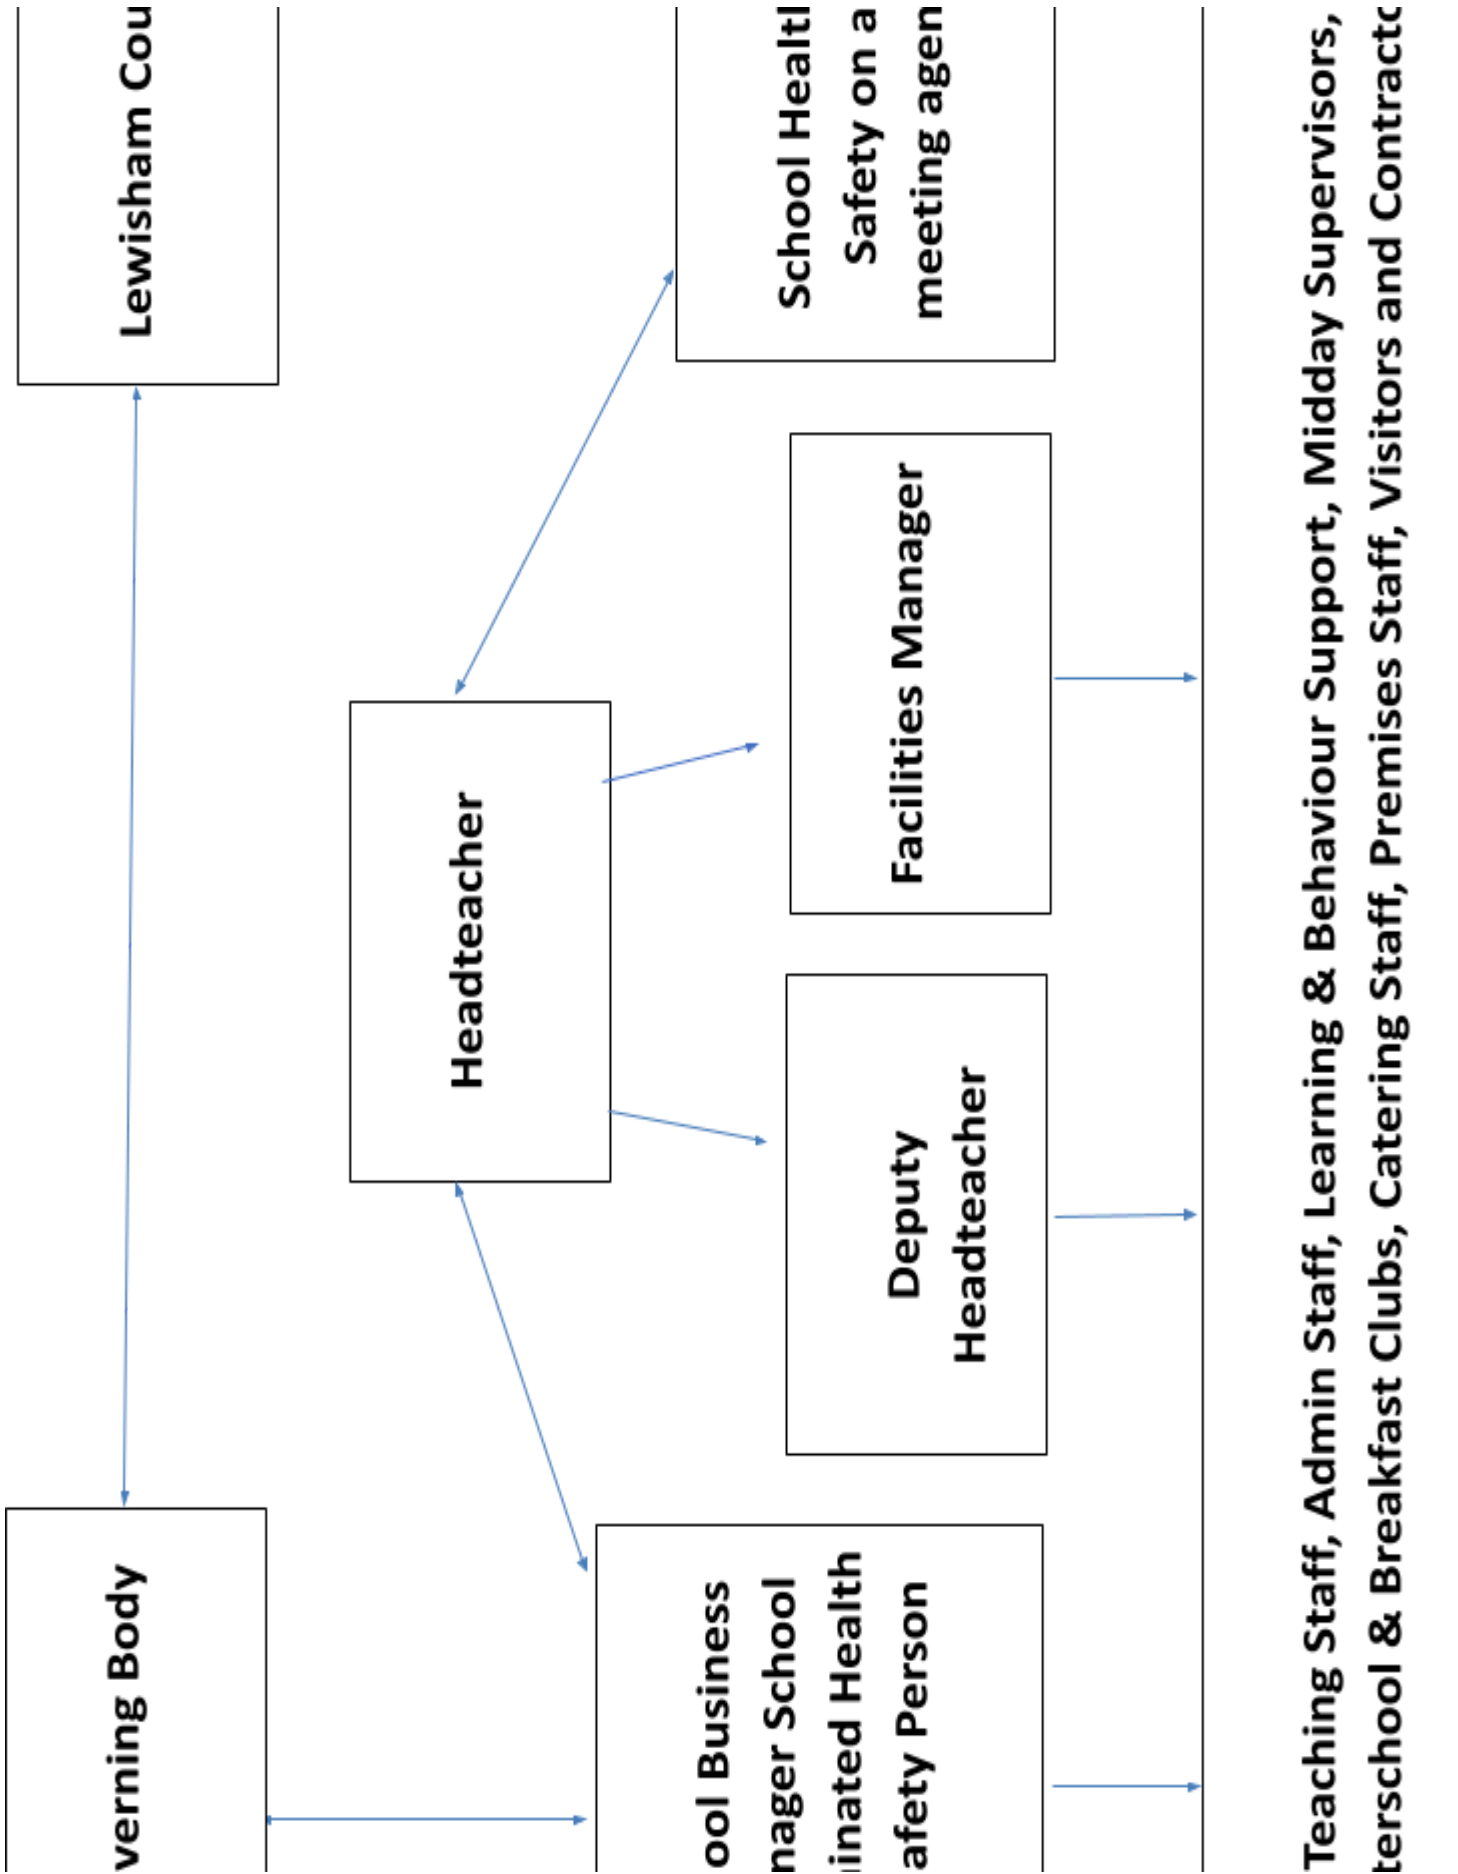 verning Body
Lewisham Cou
Headteacher
ool Business
nager School
inated Health
afety Person
Deputy
Headteacher
Facilities Manager
School Healt
Safety on a
meeting agen
Teaching Staff, Admin Staff, Learning & Behaviour Support, Midday Supervisors,
terschool & Breakfast Clubs, Catering Staff, Premises Staff, Visitors and Contracto